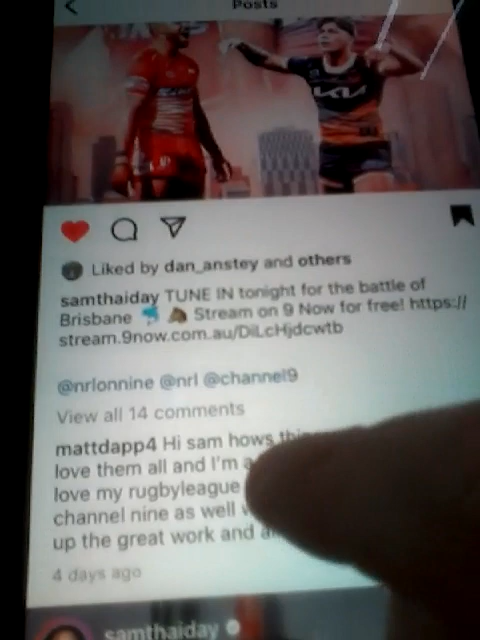 Posts
KIA
Liked by dan_anstey and others
samthaiday TUNE IN tonight for the battle of
Brisbane 🐬 🐴 Stream on 9 Now for free! https://
stream.9now.com.au/DiLcHjdcwtb
@nrlonnine @nrl @channel9
View all 14 comments
mattdapp4 Hi sam hows
love them all and I'm
love my rugbyleague
channel nine as well
up the great work and
4 days ago
samthaiday